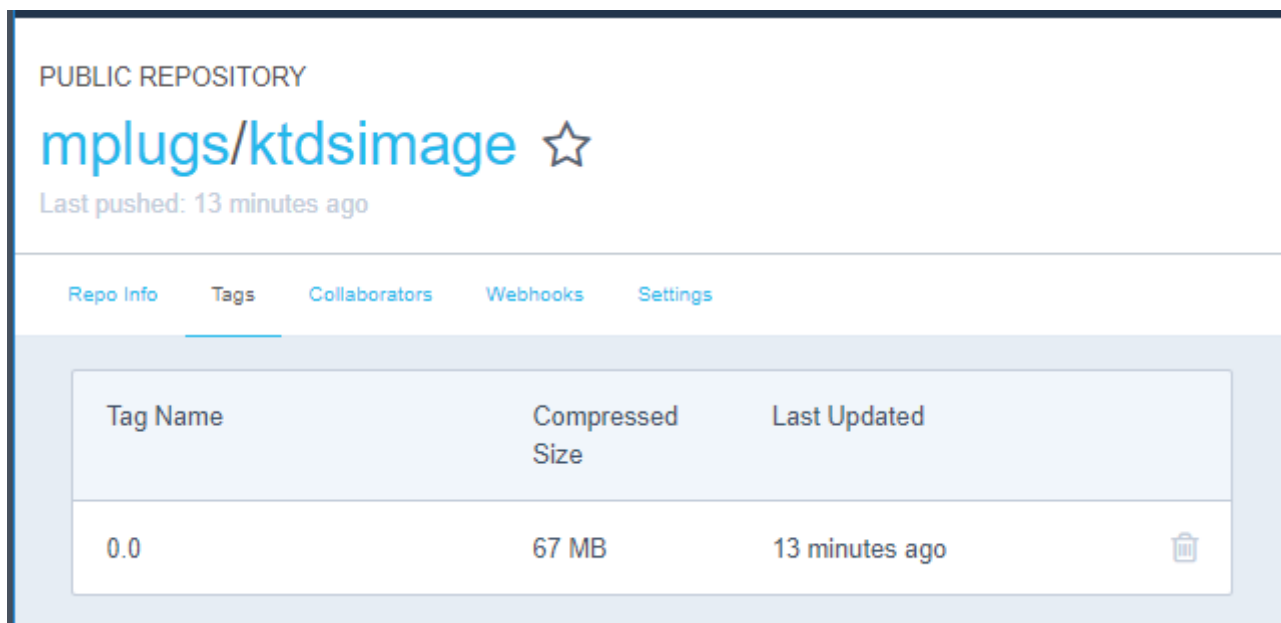 PUBLIC REPOSITORY
mplugs/ktdsimage
Last pushed: 13 minutes ago
Repo Info Tags Collaborators Webhooks Settings
Tag Name Compressed Size Last Updated
0.0 67 MB 13 minutes ago